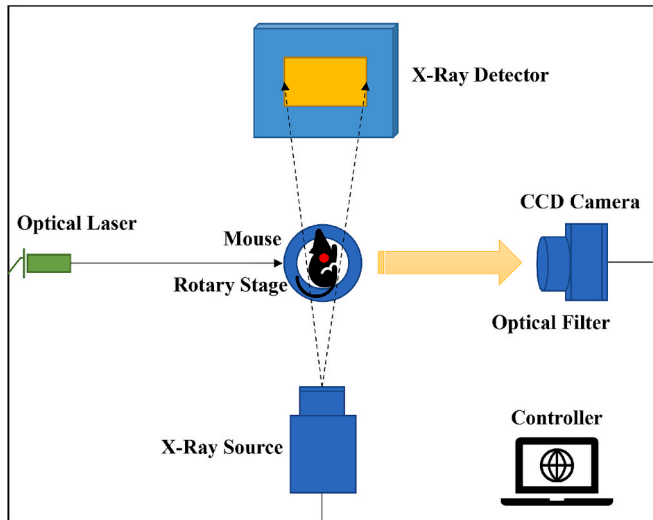 X-Ray Detector
Optical Laser
CCD Camera
Mouse
Rotary Stage
Optical Filter
Controller
X-Ray Source